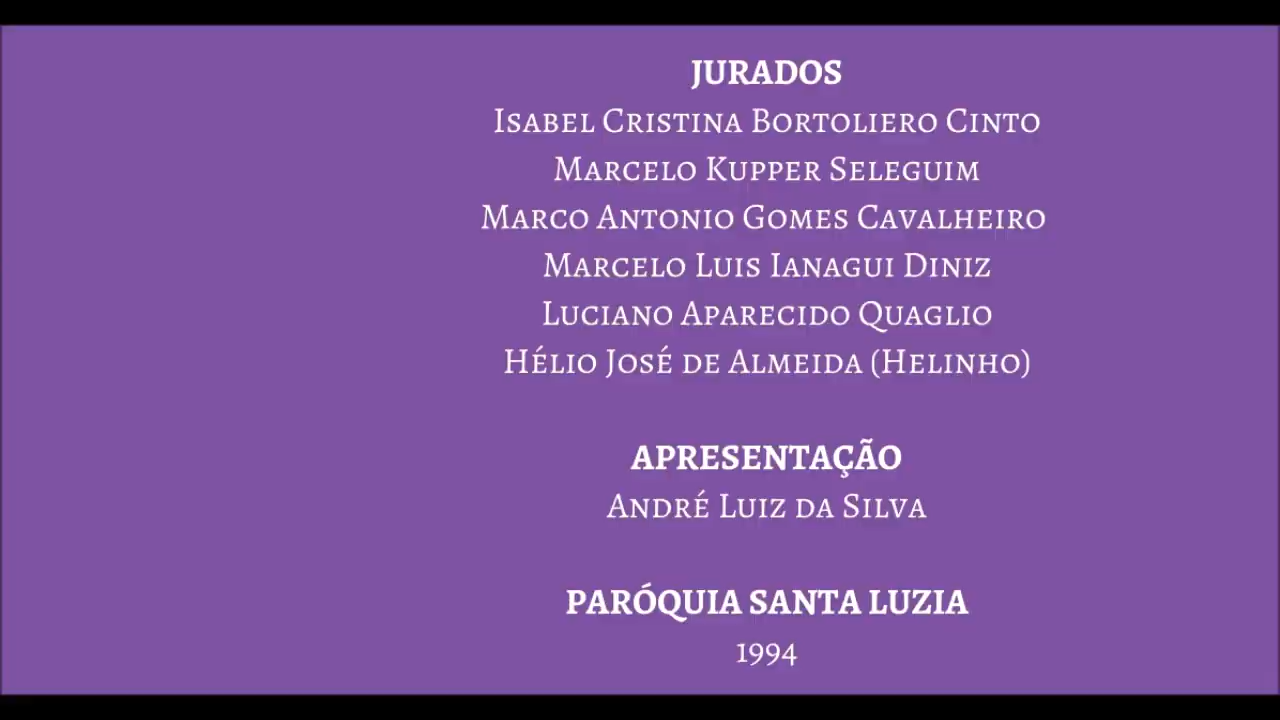 JURADOS
Isabel Cristina Bortoliero Cinto
Marcelo Kupper Seleguim
Marco Antonio Gomes Cavalheiro
Marcelo Luis Ianagui Diniz
Luciano Aparecido Quaglio
Hélio José de Almeida (Helinho)
APRESENTAÇÃO
André Luiz da Silva
PARÓQUIA SANTA LUZIA
1994